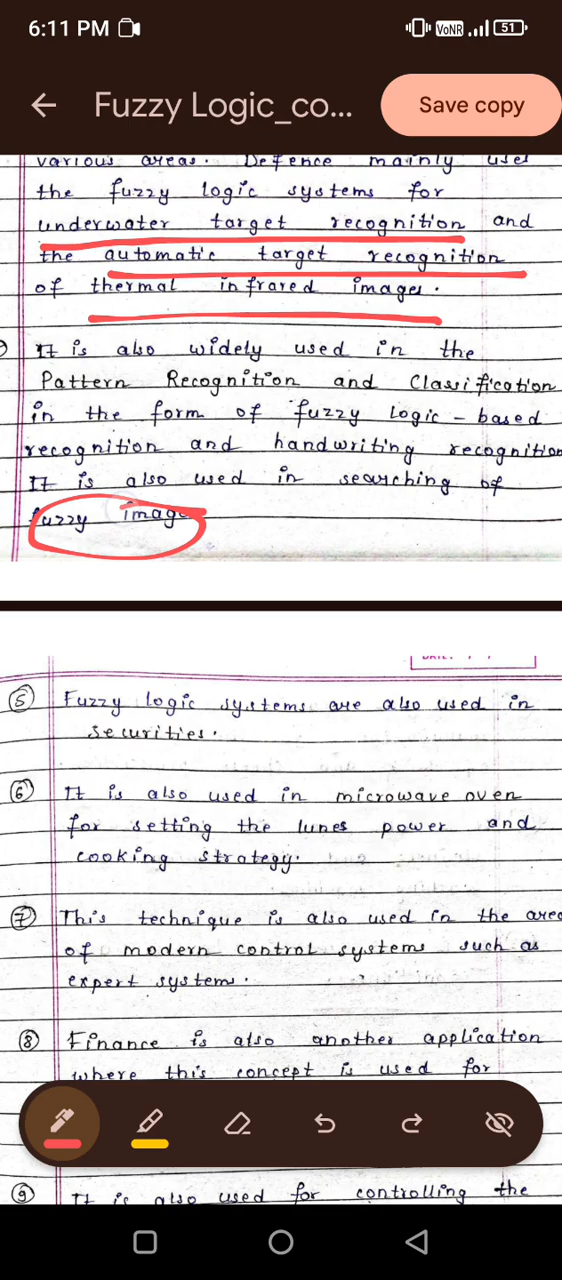 6:11 PM
VoNR 51
Fuzzy Logic_co... Save copy
various areas. Defence mainly uses
the fuzzy logic systems for
underwater target recognition and
the automatic target recognition
of thermal infrared images.
It is also widely used in the
Pattern Recognition and Classification
in the form of fuzzy Logic - based
recognition and handwriting recognition
It is also used in searching of
fuzzy image
5 Fuzzy logic systems are also used in
securities.
6 It is also used in microwave oven
for setting the lunes power and
cooking strategy.
7 This technique is also used in the area
of modern control systems such as
expert systems.
8 Finance is also another application
where this concept is used for
9 It is also used for controlling the